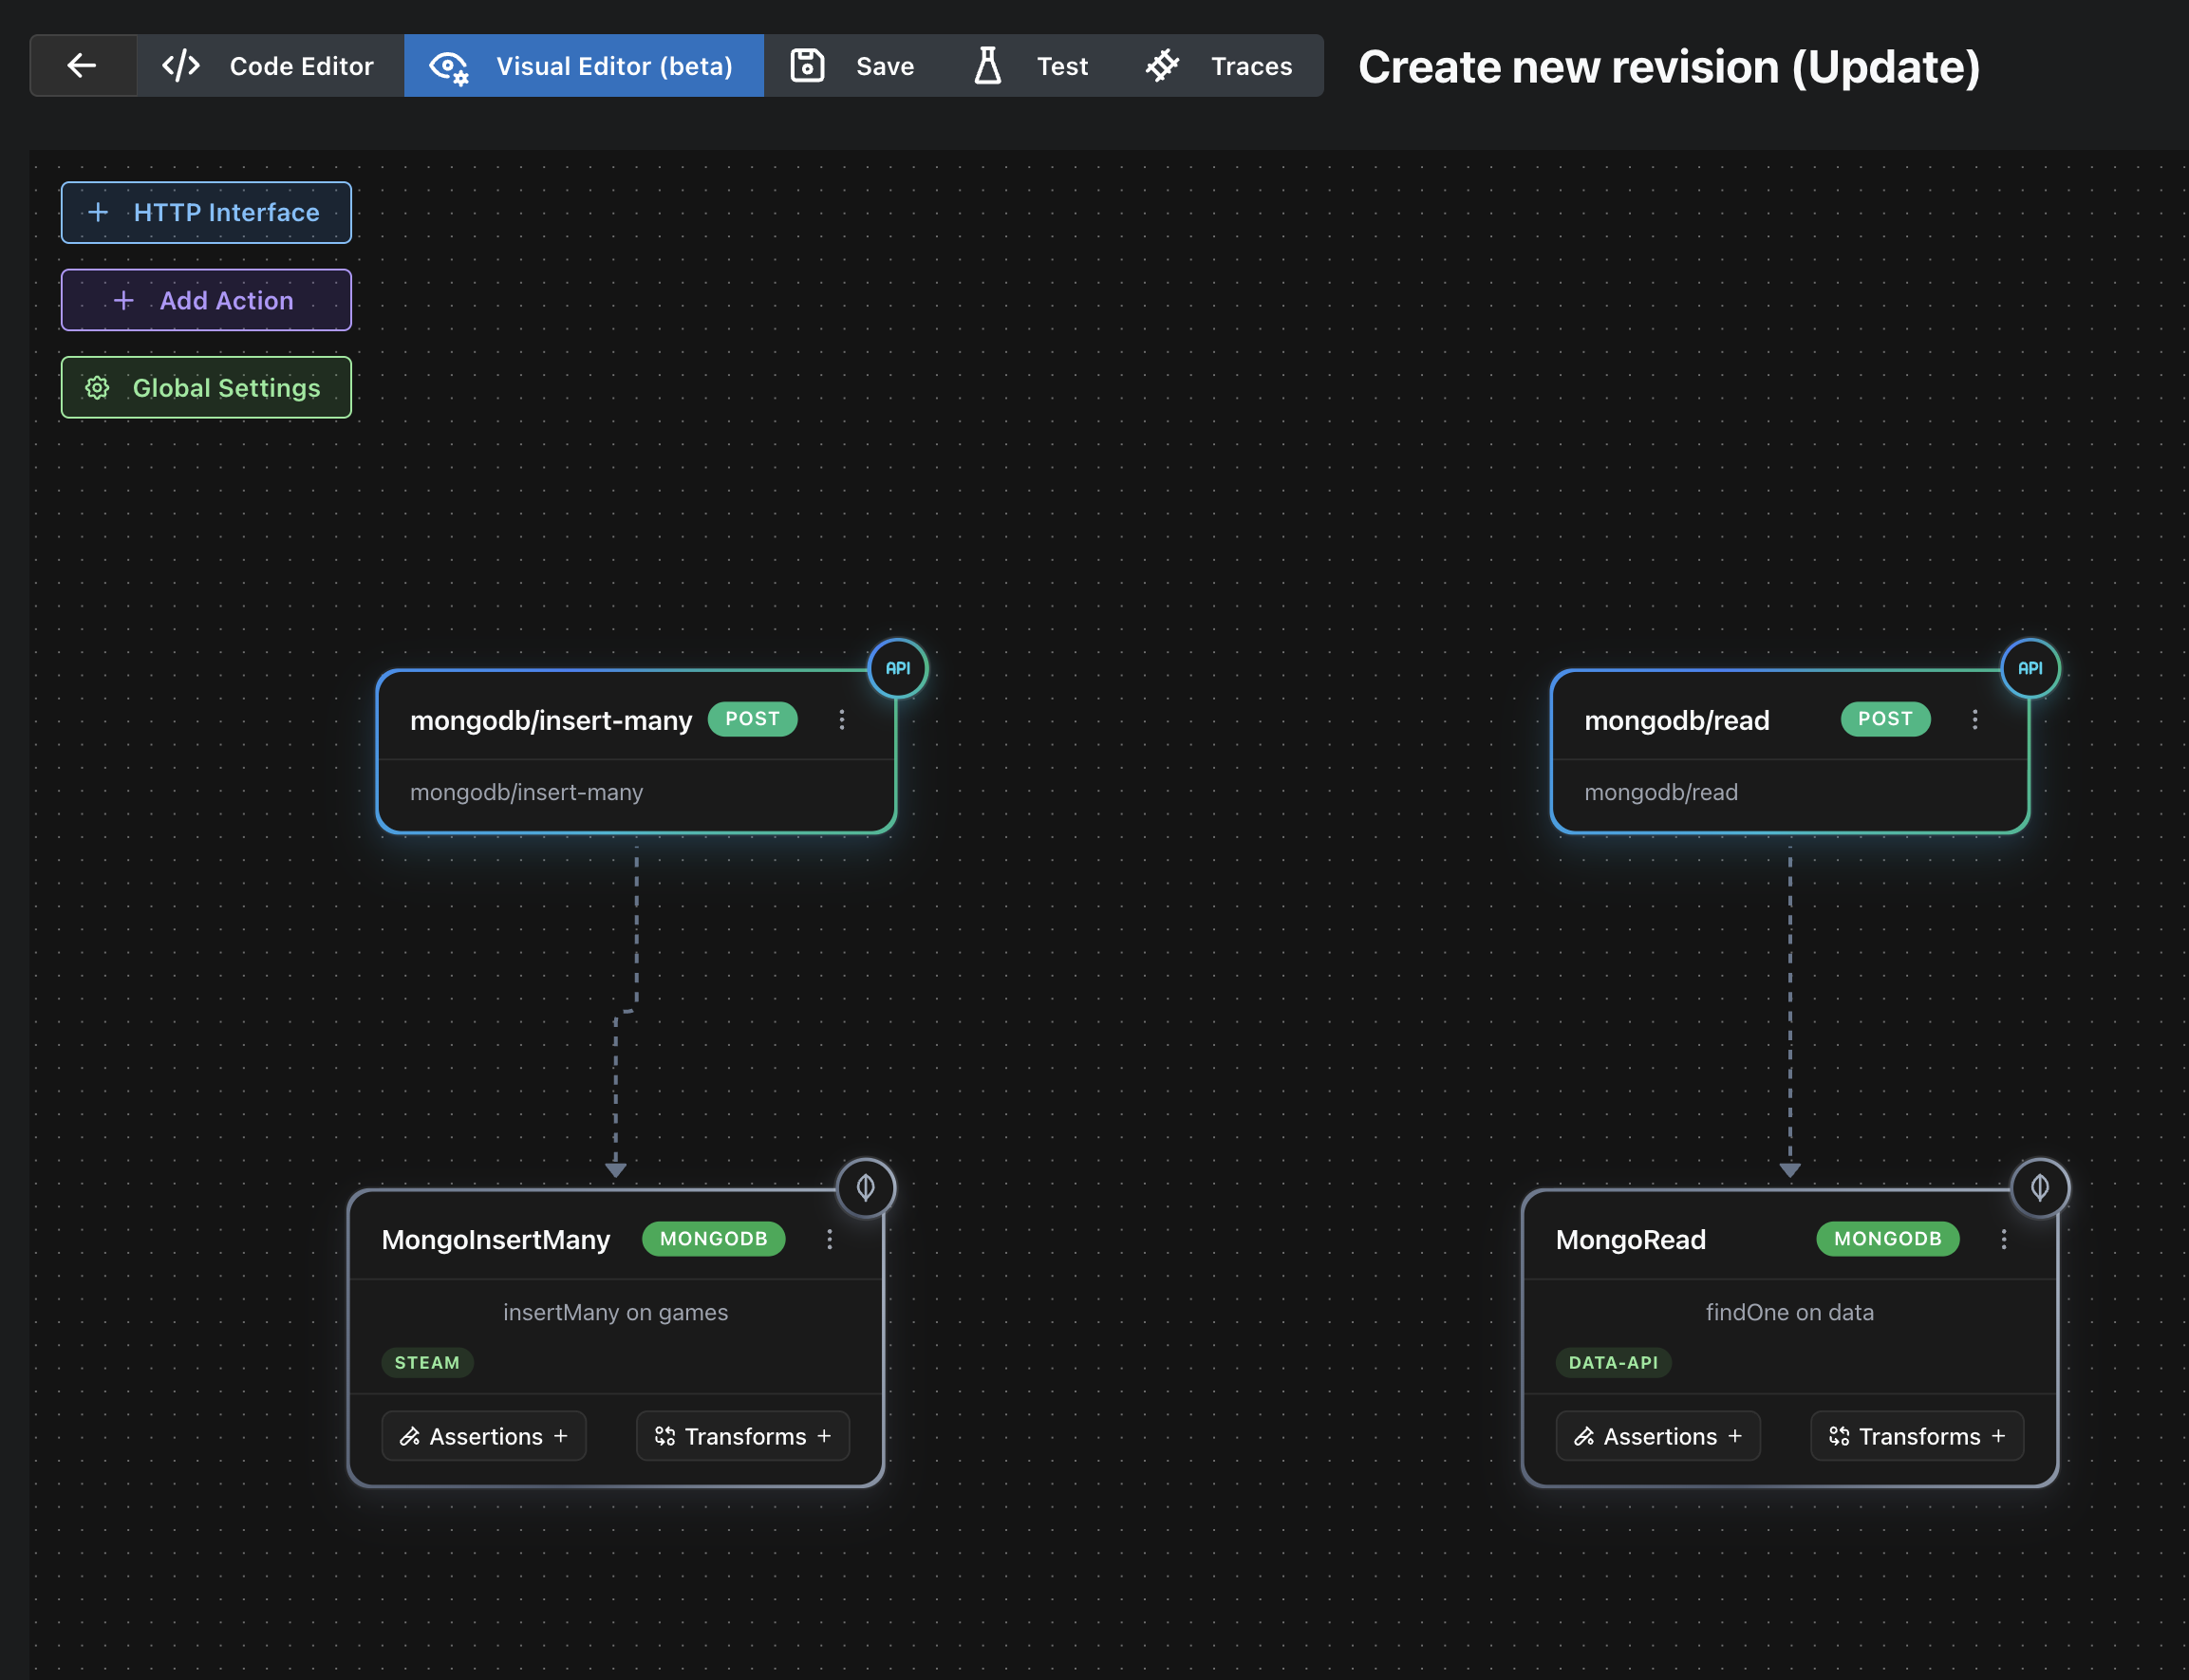 Code Editor
Visual Editor (beta)
Save
Test
Traces
Create new revision (Update)
HTTP Interface
Add Action
Global Settings
API
mongodb/insert-many POST
mongodb/insert-many
API
mongodb/read POST
mongodb/read
MongoInsertMany MONGODB
insertMany on games
STEAM
Assertions +
Transforms +
MongoRead MONGODB
findOne on data
DATA-API
Assertions +
Transforms +